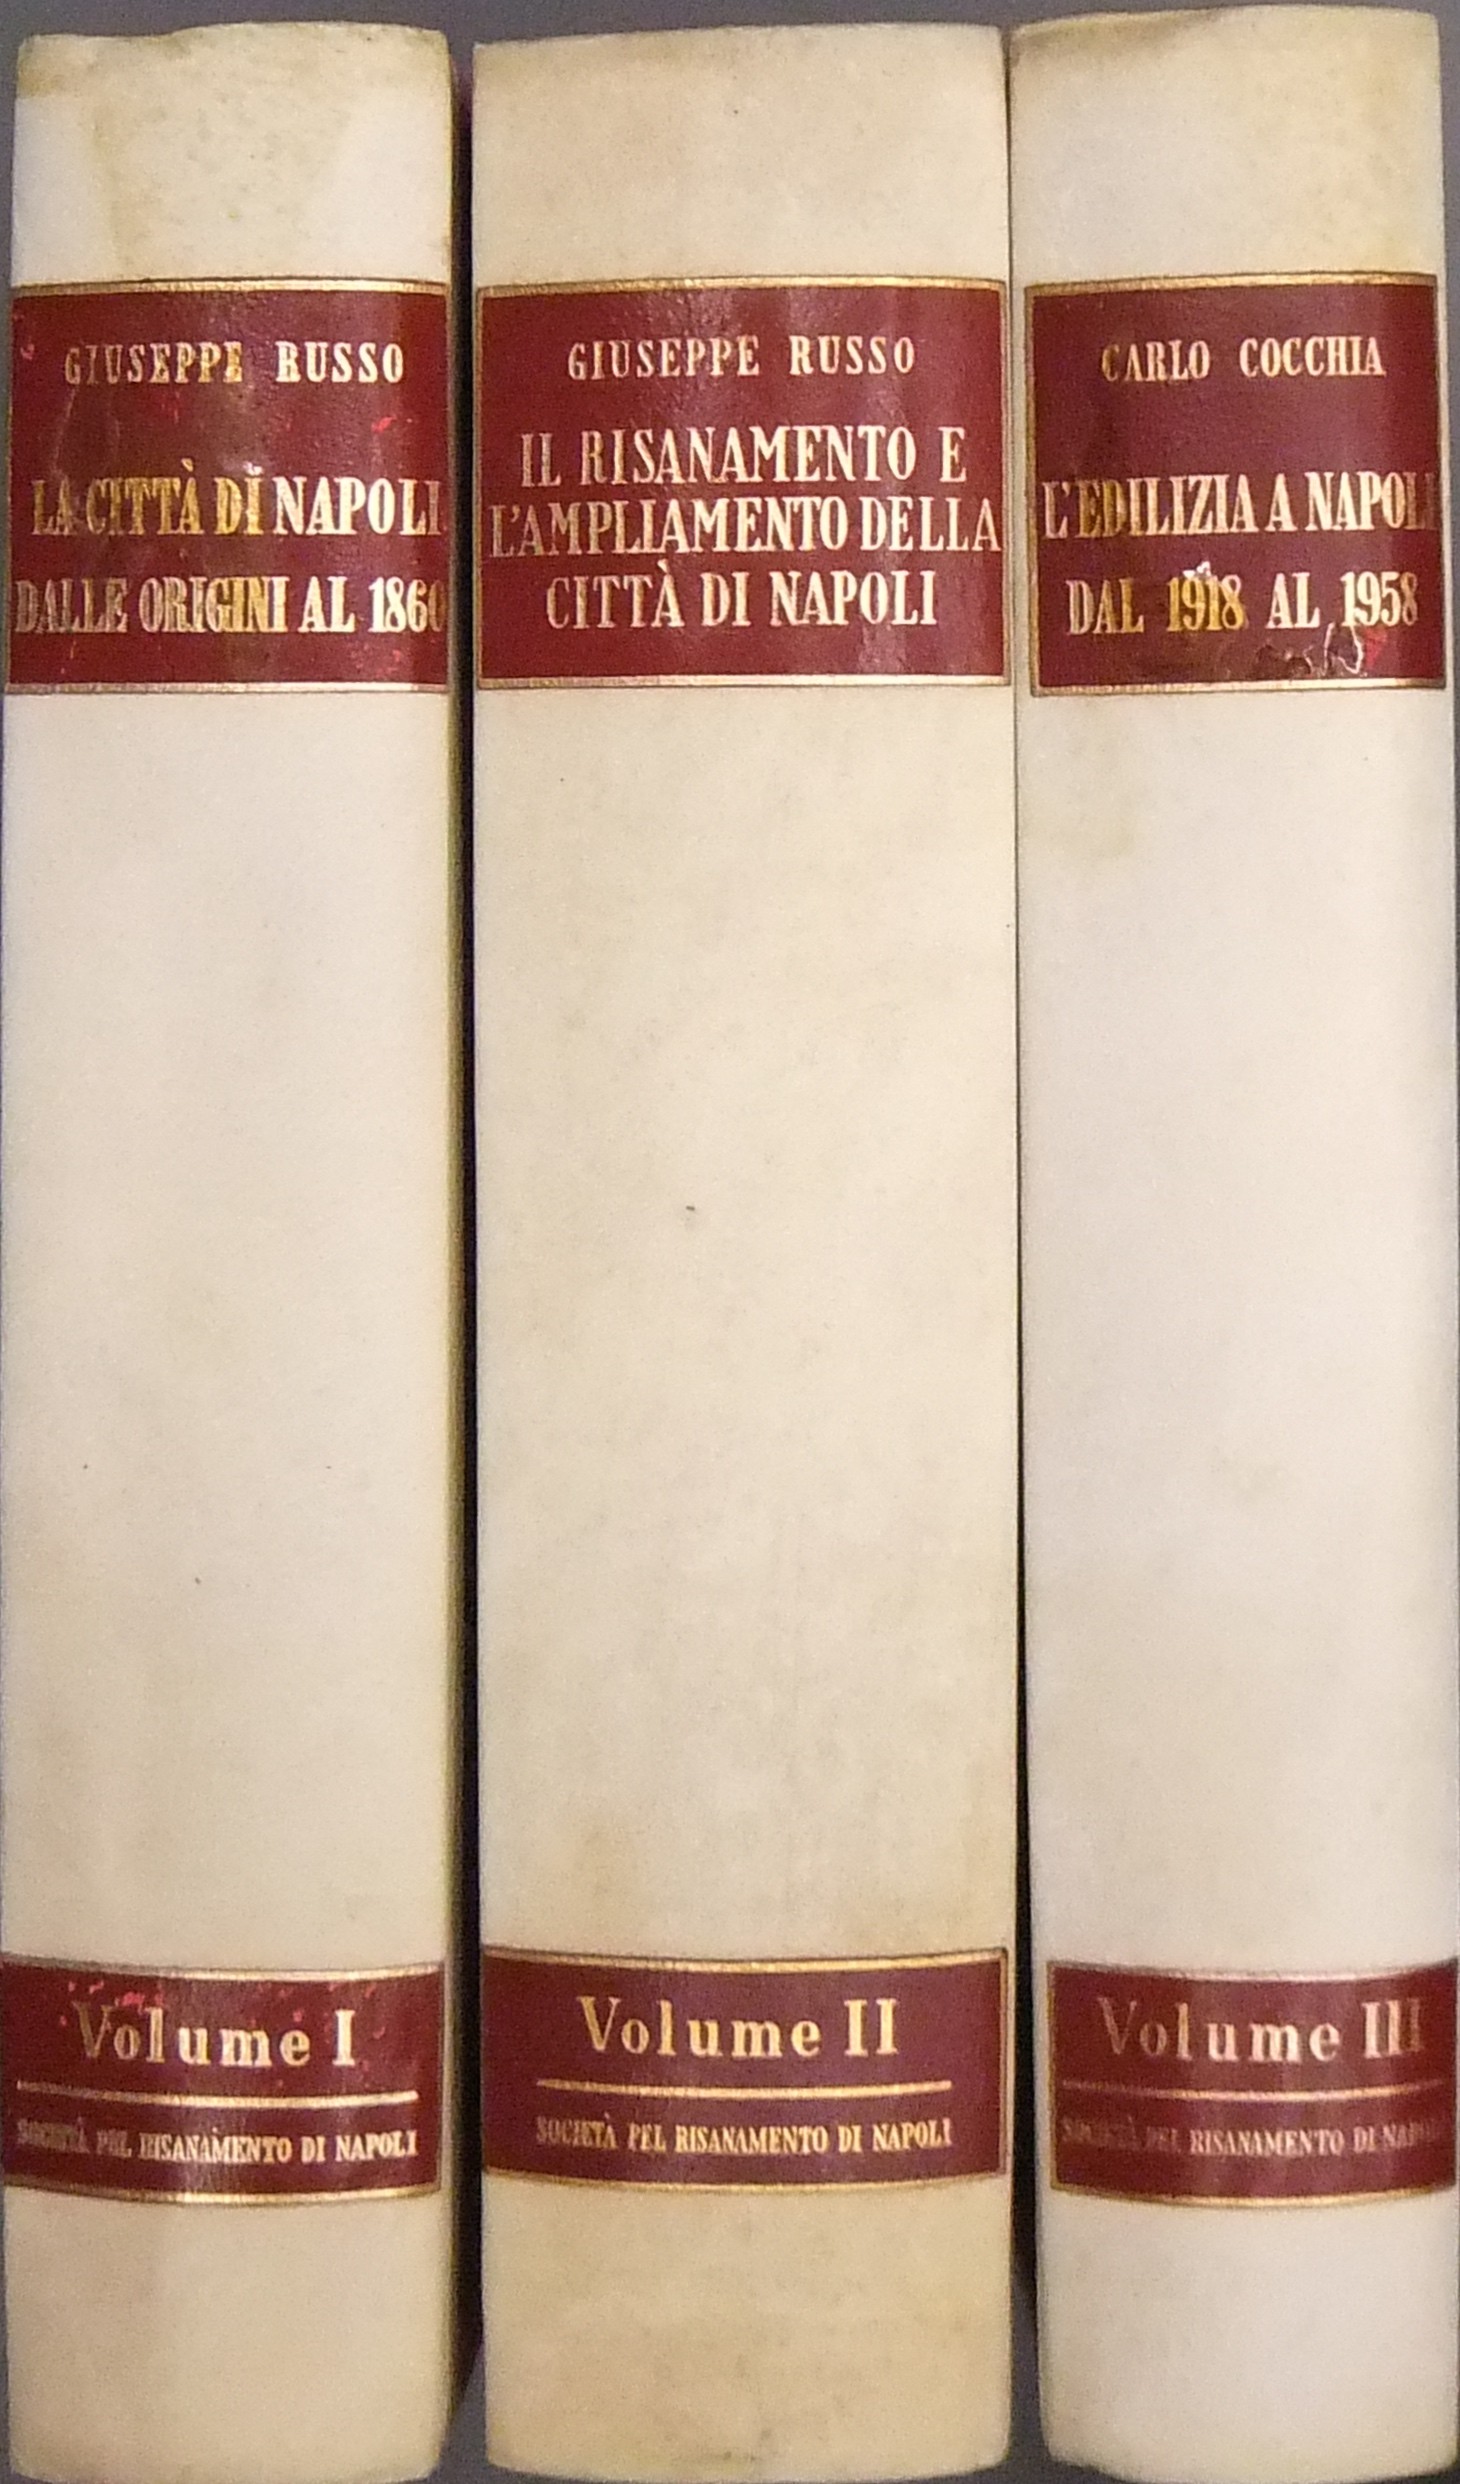 GIUSEPPE RUSSO
LA CITTÀ DI NAPOLI
DALLE ORIGINI AL 1860
Volume I
SOCIETÀ PEL RISANAMENTO DI NAPOLI
GIUSEPPE RUSSO
IL RISANAMENTO E
L'AMPLIAMENTO DELLA
CITTÀ DI NAPOLI
Volume II
SOCIETÀ PEL RISANAMENTO DI NAPOLI
CARLO COCCHIA
L'EDILIZIA A NAPOLI
DAL 1918 AL 1958
Volume III
SOCIETÀ PEL RISANAMENTO DI NAPOLI